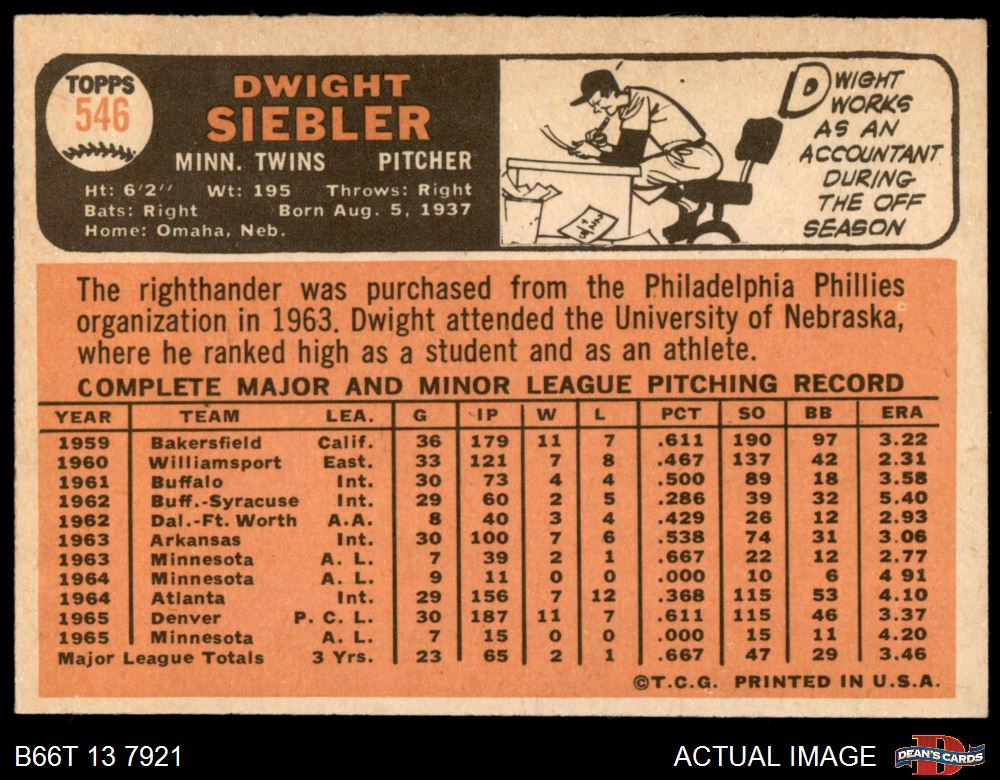 TOPPS
546
DWIGHT
SIEBLER
MINN. TWINS PITCHER
Ht: 6'2" Wt: 195 Throws: Right
Bats: Right Born Aug. 5, 1937
Home: Omaha, Neb.
DWIGHT
WORKS
AS AN
ACCOUNTANT
DURING
THE OFF
SEASON
The righthander was purchased from the Philadelphia Phillies
organization in 1963. Dwight attended the University of Nebraska,
where he ranked high as a student and as an athlete.
COMPLETE MAJOR AND MINOR LEAGUE PITCHING RECORD
YEAR TEAM LEA. G IP W L PCT SO BB ERA
1959 Bakersfield Calif. 36 179 11 7 .611 190 97 3.22
1960 Williamsport East. 33 121 7 8 .467 137 42 2.31
1961 Buffalo Int. 30 73 4 4 .500 89 18 3.58
1962 Buff.-Syracuse Int. 29 60 2 5 .286 39 32 5.40
1962 Dal.-Ft. Worth A.A. 8 40 3 4 .429 26 12 2.93
1963 Arkansas Int. 30 100 7 6 .538 74 31 3.06
1963 Minnesota A. L. 7 39 2 1 .667 22 12 2.77
1964 Minnesota A. L. 9 11 0 0 .000 10 6 4 91
1964 Atlanta Int. 29 156 7 12 .368 115 53 4.10
1965 Denver P. C. L. 30 187 11 7 .611 115 46 3.37
1965 Minnesota A. L. 7 15 0 0 .000 15 11 4.20
Major League Totals 3 Yrs. 23 65 2 1 .667 47 29 3.46
©T.C.G. PRINTED IN U.S.A.
B66T 13 7921 ACTUAL IMAGE DEAN'S CARDS